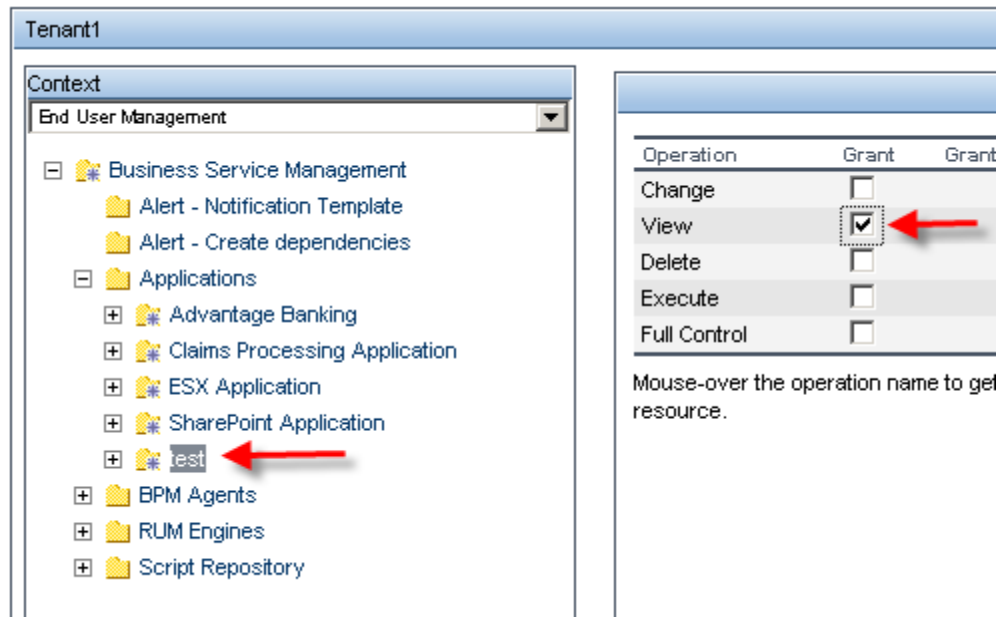 Tenant1
Context
End User Management
Business Service Management
Alert - Notification Template
Alert - Create dependencies
Applications
Advantage Banking
Claims Processing Application
ESX Application
SharePoint Application
test
BPM Agents
RUM Engines
Script Repository
Operation Grant Grant
Change
View
Delete
Execute
Full Control
Mouse-over the operation name to get
resource.